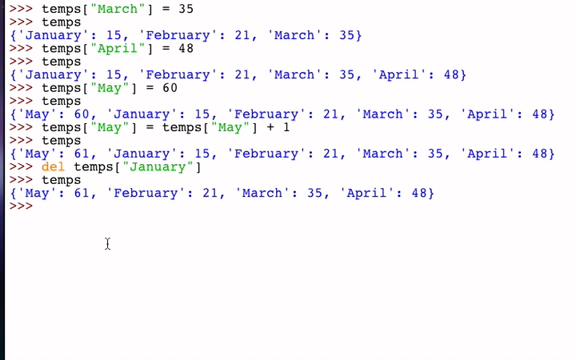 >>> temps["March"] = 35
>>> temps
{'January': 15, 'February': 21, 'March': 35}
>>> temps["April"] = 48
>>> temps
{'January': 15, 'February': 21, 'March': 35, 'April': 48}
>>> temps["May"] = 60
>>> temps
{'May': 60, 'January': 15, 'February': 21, 'March': 35, 'April': 48}
>>> temps["May"] = temps["May"] + 1
>>> temps
{'May': 61, 'January': 15, 'February': 21, 'March': 35, 'April': 48}
>>> del temps["January"]
>>> temps
{'May': 61, 'February': 21, 'March': 35, 'April': 48}
>>>